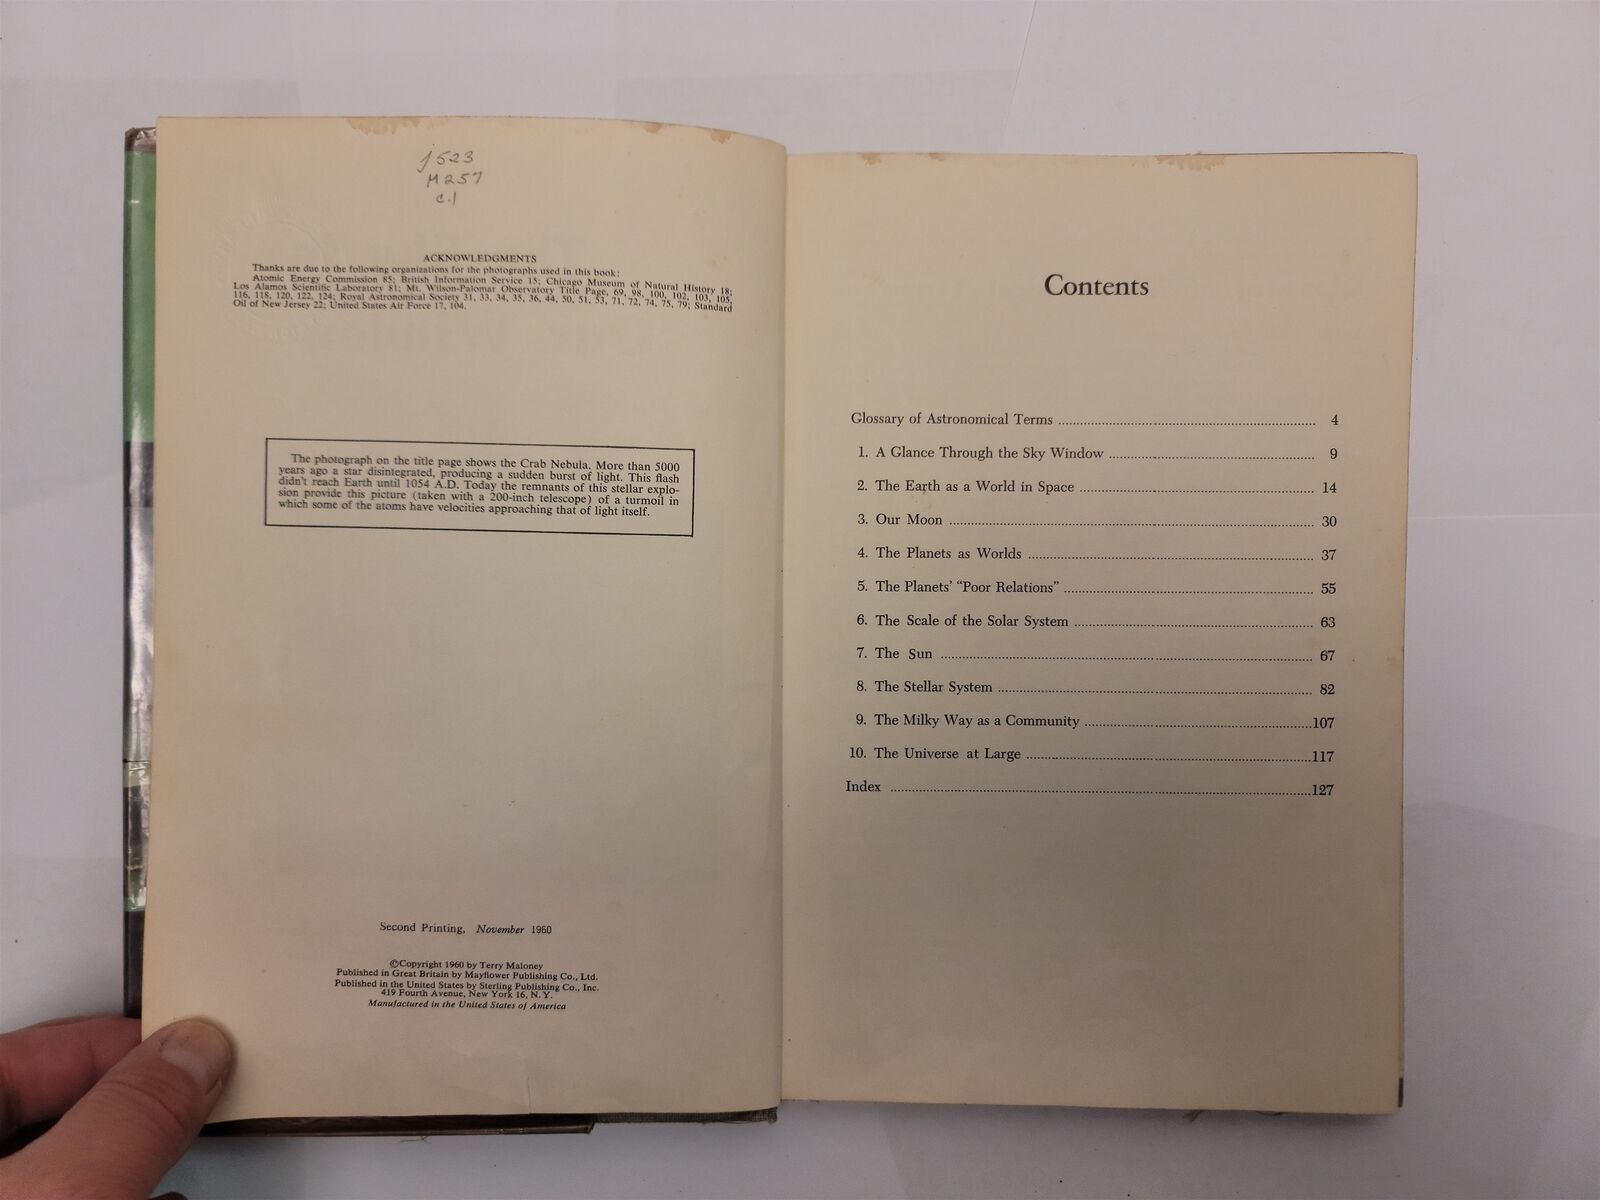 j523
M257
c.1
ACKNOWLEDGMENTS
Thanks are due to the following organizations for the photographs used in this book:
Atomic Energy Commission 85; British Information Service 15; Chicago Museum of Natural History 18;
Los Alamos Scientific Laboratory 81; Mt. Wilson-Palomar Observatory Title Page, 69, 98, 100, 102, 103, 105,
116, 118, 120, 122, 124; Royal Astronomical Society 31, 33, 34, 35, 36, 44, 50, 51, 53, 71, 72, 74, 75, 79; Standard
Oil of New Jersey 22; United States Air Force 17, 104.
The photograph on the title page shows the Crab Nebula. More than 5000
years ago a star disintegrated, producing a sudden burst of light. This flash
didn't reach Earth until 1054 A.D. Today the remnants of this stellar explo-
sion provide this picture (taken with a 200-inch telescope) of a turmoil in
which some of the atoms have velocities approaching that of light itself.
Second Printing, November 1960
©Copyright 1960 by Terry Maloney
Published in Great Britain by Mayflower Publishing Co., Ltd.
Published in the United States by Sterling Publishing Co., Inc.
419 Fourth Avenue, New York 16, N. Y.
Manufactured in the United States of America
Contents
Glossary of Astronomical Terms ........ 4
1. A Glance Through the Sky Window ........ 9
2. The Earth as a World in Space ........ 14
3. Our Moon ........ 30
4. The Planets as Worlds ........ 37
5. The Planets' "Poor Relations" ........ 55
6. The Scale of the Solar System ........ 63
7. The Sun ........ 67
8. The Stellar System ........ 82
9. The Milky Way as a Community ........ 107
10. The Universe at Large ........ 117
Index ........ 127